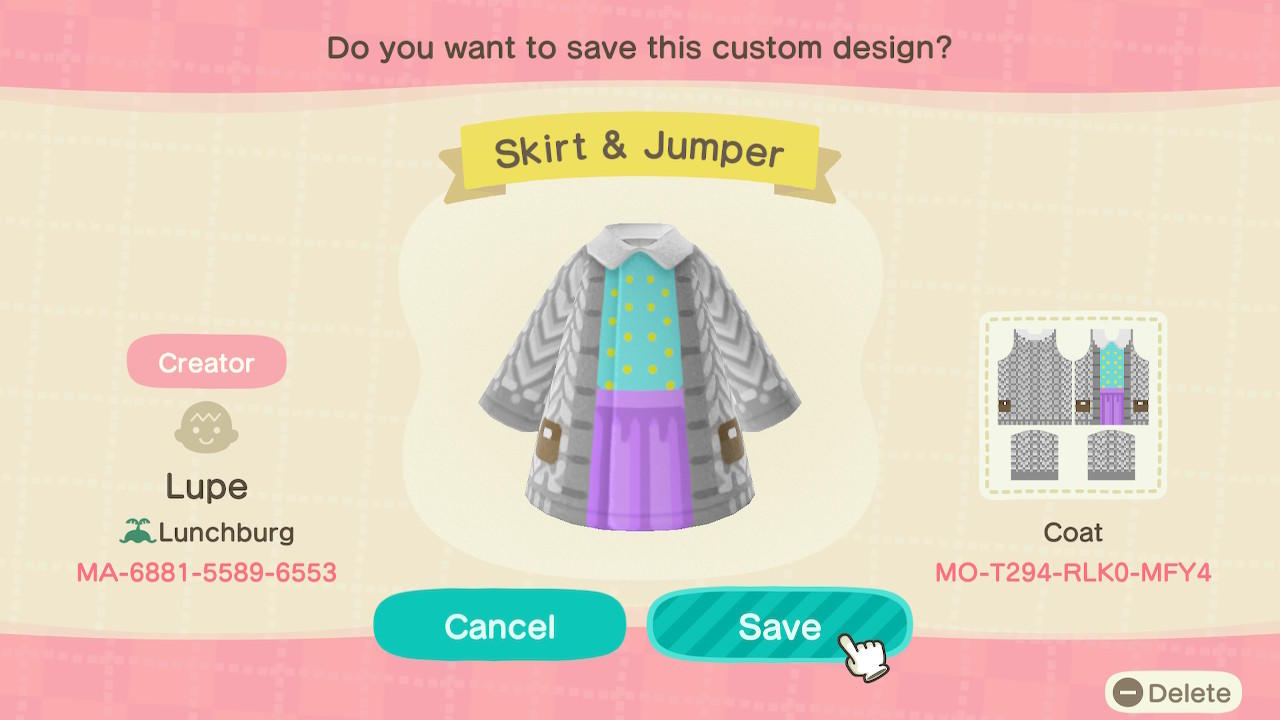 Do you want to save this custom design?
Skirt & Jumper
Creator
Lupe
Lunchburg
MA-6881-5589-6553
Coat
MO-T294-RLK0-MFY4
Cancel
Save
Delete